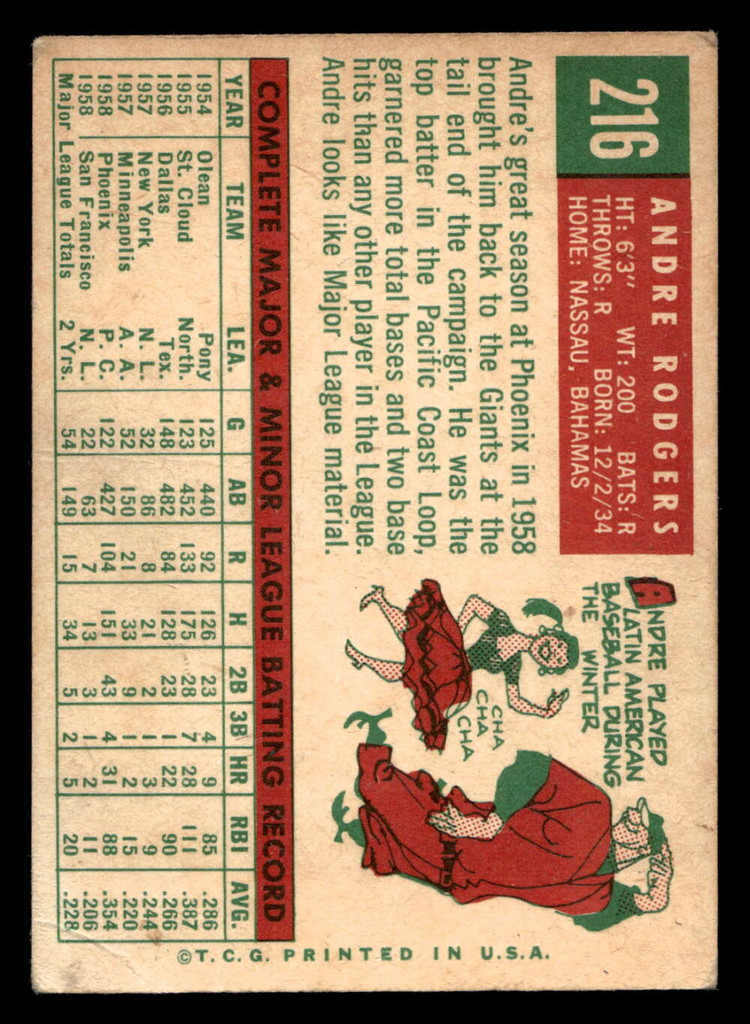 216
ANDRE RODGERS
HT: 6'3" WT: 200 BATS: R
THROWS: R BORN: 12/2/34
HOME: NASSAU, BAHAMAS
Andre's great season at Phoenix in 1958
brought him back to the Giants at the
tail end of the campaign. He was the
top batter in the Pacific Coast Loop,
garnered more total bases and two base
hits than any other player in the League.
Andre looks like Major League material.
ANDRE PLAYED
LATIN AMERICAN
BASEBALL DURING
THE WINTER
CHA
CHA CHA
CHA
COMPLETE MAJOR & MINOR LEAGUE BATTING RECORD
YEAR TEAM LEA. G AB R H 2B 3B HR RBI AVG.
1954 Olean Pony 125 440 92 126 23 4 9 85 .286
1955 St. Cloud North. 123 452 133 175 28 7 28 111 .387
1956 Dallas Tex. 148 482 84 128 23 1 22 90 .266
1957 New York N. L. 32 86 8 21 2 1 3 9 .244
1957 Minneapolis A. A. 52 150 21 33 9 1 2 15 .220
1958 Phoenix P. C. 122 427 104 151 43 4 31 88 .354
1958 San Francisco N. L. 22 63 7 13 3 1 2 11 .206
Major League Totals 2 Yrs. 54 149 15 34 5 2 5 20 .228
©T.C.G. PRINTED IN U.S.A.